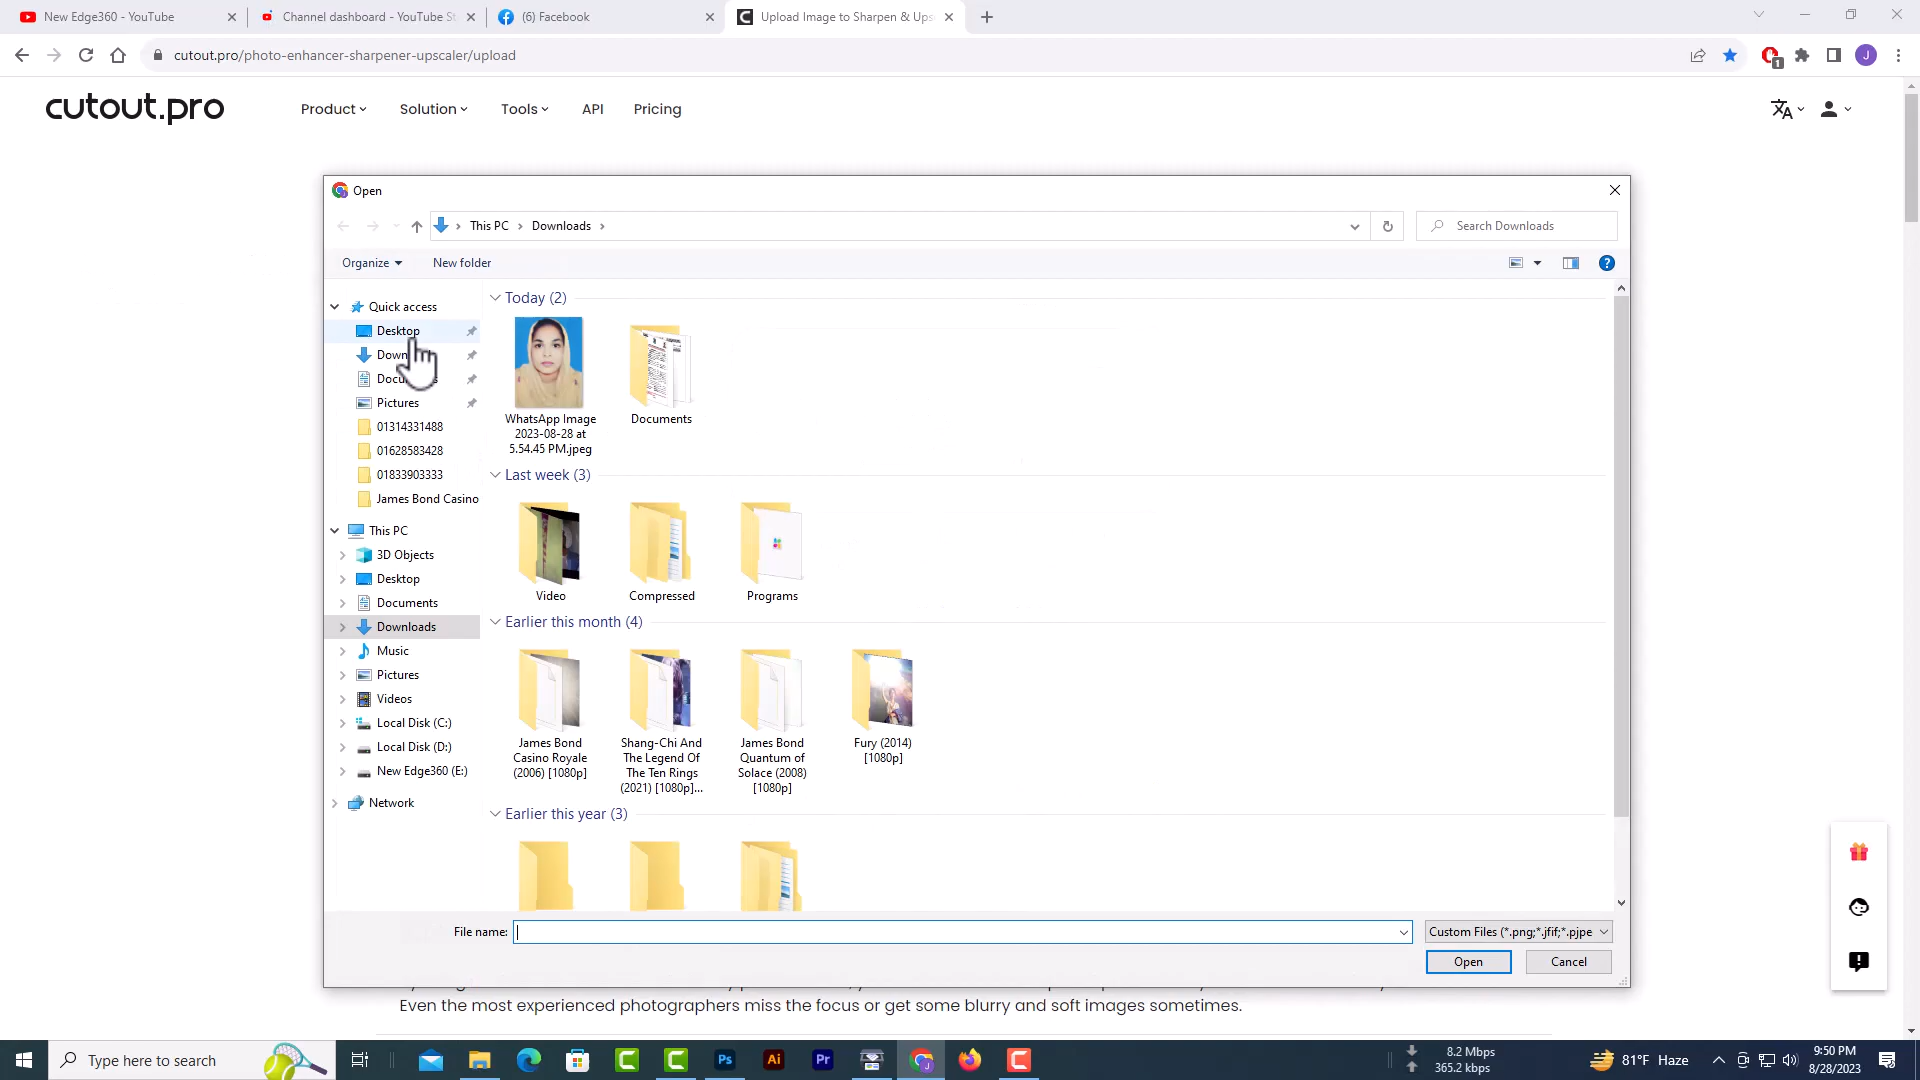 New Edge360 - YouTube
Channel dashboard - YouTube St
(6) Facebook
Upload Image to Sharpen & Ups
cutout.pro/photo-enhancer-sharpener-upscaler/upload
1
J
cutout.pro
Product
Solution
Tools
API
Pricing
Open
This PC
Downloads
Search Downloads
Organize
New folder
Quick access
Desktop
Pictures
01314331488
01628583428
01833903333
James Bond Casino
This PC
3D Objects
Desktop
Documents
Downloads
Music
Pictures
Videos
Local Disk (C:)
Local Disk (D:)
New Edge360 (E:)
Network
Today (2)
WhatsApp Image
2023-08-28 at
5.54.45 PM.jpeg
Documents
Last week (3)
Video
Compressed
Programs
Earlier this month (4)
James Bond
Casino Royale
(2006) [1080p]
Shang-Chi And
The Legend Of
The Ten Rings
(2021) [1080p]...
James Bond
Quantum of
Solace (2008)
[1080p]
Fury (2014)
[1080p]
Earlier this year (3)
File name:
Custom Files (*.png;*.jfif;*.pjpe
Open
Cancel
Even the most experienced photographers miss the focus or get some blurry and soft images sometimes.
Type here to search
Ps
Ai
Pr
8.2 Mbps
365.2 kbps
81°F Haze
9:50 PM
8/28/2023